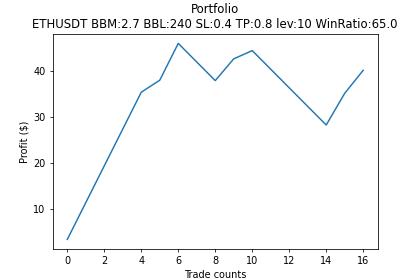 Portfolio
ETHUSDT BBM:2.7 BBL:240 SL:0.4 TP:0.8 lev:10 WinRatio:65.0
40
30
20
10
Profit ($)
0 2 4 6 8 10 12 14 16
Trade counts